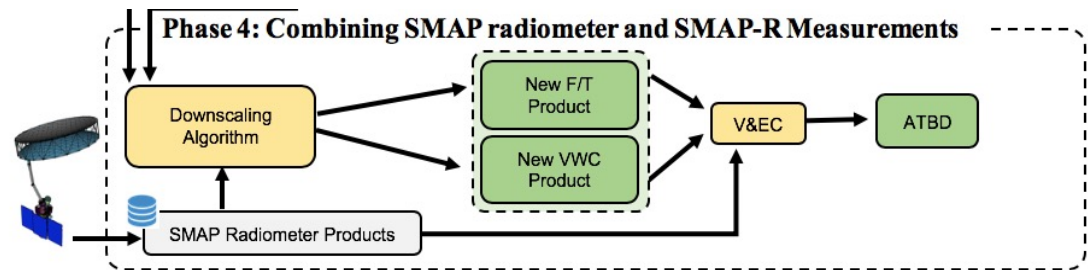 Phase 4: Combining SMAP radiometer and SMAP-R Measurements
Downscaling
Algorithm
New F/T
Product
New VWC
Product
V&EC
ATBD
SMAP Radiometer Products